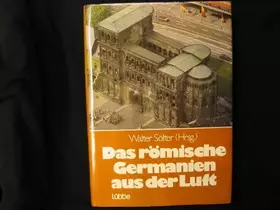 Walter Sölter (Hrsg.)
Das römische
Germanien
aus der Luft
Lübbe